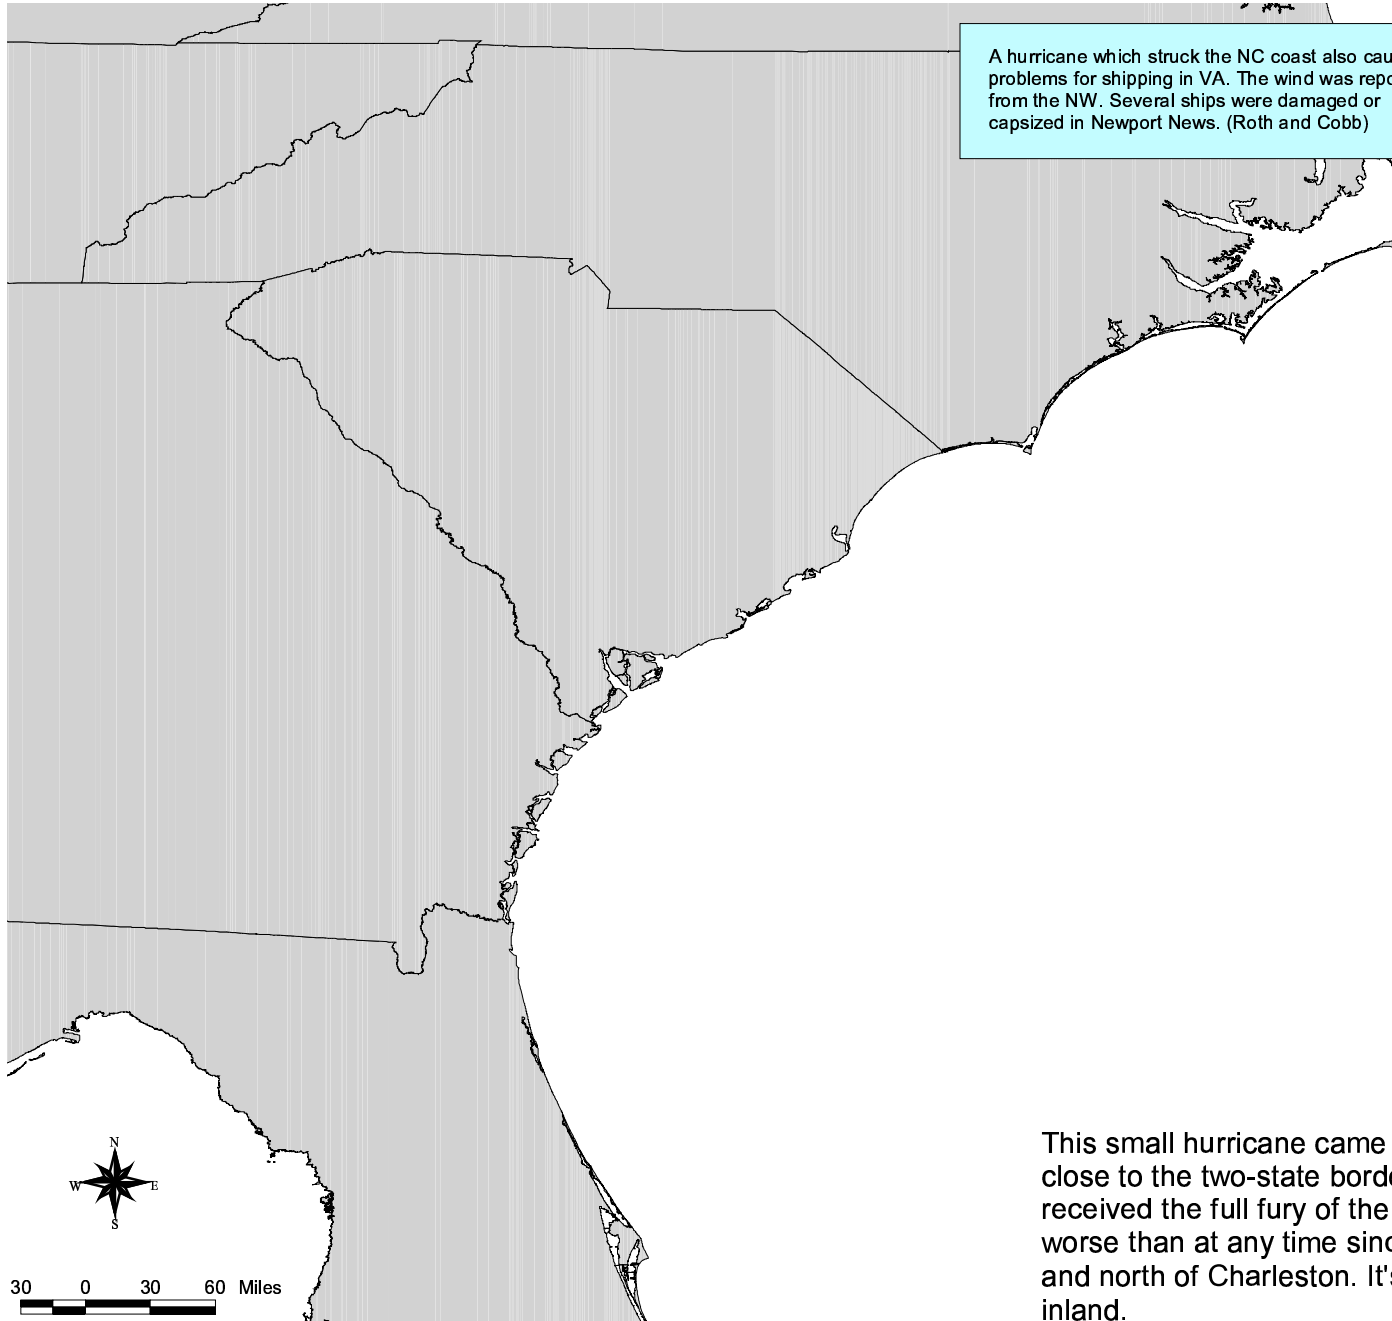 A hurricane which struck the NC coast also cau
problems for shipping in VA. The wind was repo
from the NW. Several ships were damaged or
capsized in Newport News. (Roth and Cobb)
N
W E
S
30 0 30 60 Miles
This small hurricane came
close to the two-state borde
received the full fury of the
worse than at any time sinc
and north of Charleston. It's
inland.